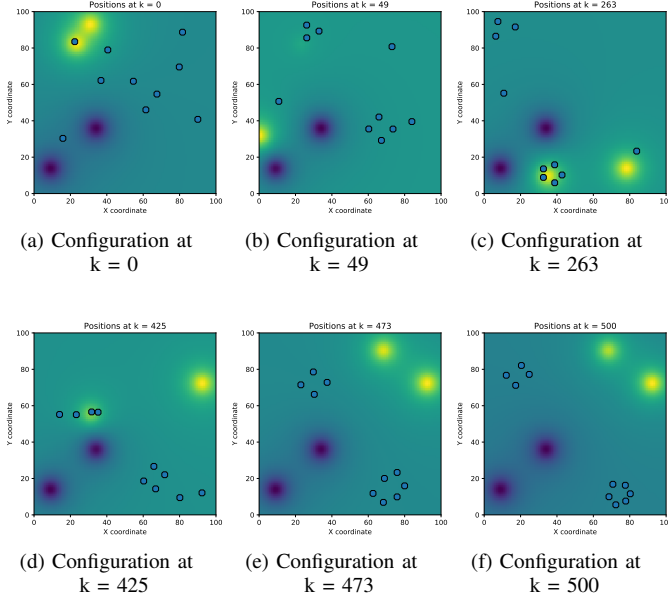 Positions at k = 0
Positions at k = 49
Positions at k = 263
100
80
60
40
20
0
Y coordinate
0 20 40 60 80 100
X coordinate
100
80
60
40
20
0
Y coordinate
0 20 40 60 80 100
X coordinate
100
80
60
40
20
0
Y coordinate
0 20 40 60 80 100
X coordinate
(a) Configuration at
k = 0
(b) Configuration at
k = 49
(c) Configuration at
k = 263
Positions at k = 425
Positions at k = 473
Positions at k = 500
100
80
60
40
20
0
Y coordinate
0 20 40 60 80 100
X coordinate
100
80
60
40
20
0
Y coordinate
0 20 40 60 80 100
X coordinate
100
80
60
40
20
0
Y coordinate
0 20 40 60 80 100
X coordinate
(d) Configuration at
k = 425
(e) Configuration at
k = 473
(f) Configuration at
k = 500